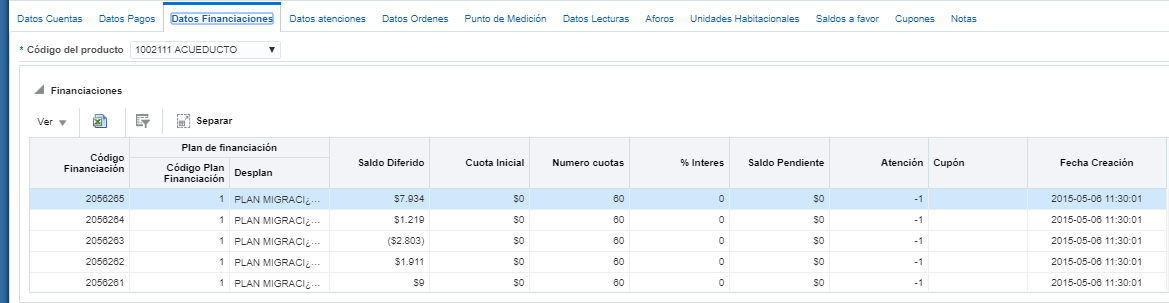 Datos Cuentas Datos Pagos Datos Financiaciones Datos atenciones Datos Ordenes Punto de Medición Datos Lecturas Aforos Unidades Habitacionales Saldos a favor Cupones Notas
* Código del producto 1002111 ACUEDUCTO
Financiaciones
Ver Separar
Código Financiación Plan de financiación Código Plan Financiación Desplan Saldo Diferido Cuota Inicial Numero cuotas % Interes Saldo Pendiente Atención Cupón Fecha Creación
2056265 1 PLAN MIGRACI¿... $7.934 $0 60 0 $0 -1 2015-05-06 11:30:01
2056264 1 PLAN MIGRACI¿... $1.219 $0 60 0 $0 -1 2015-05-06 11:30:01
2056263 1 PLAN MIGRACI¿... ($2.803) $0 60 0 $0 -1 2015-05-06 11:30:01
2056262 1 PLAN MIGRACI¿... $1.911 $0 60 0 $0 -1 2015-05-06 11:30:01
2056261 1 PLAN MIGRACI¿... $9 $0 60 0 $0 -1 2015-05-06 11:30:01